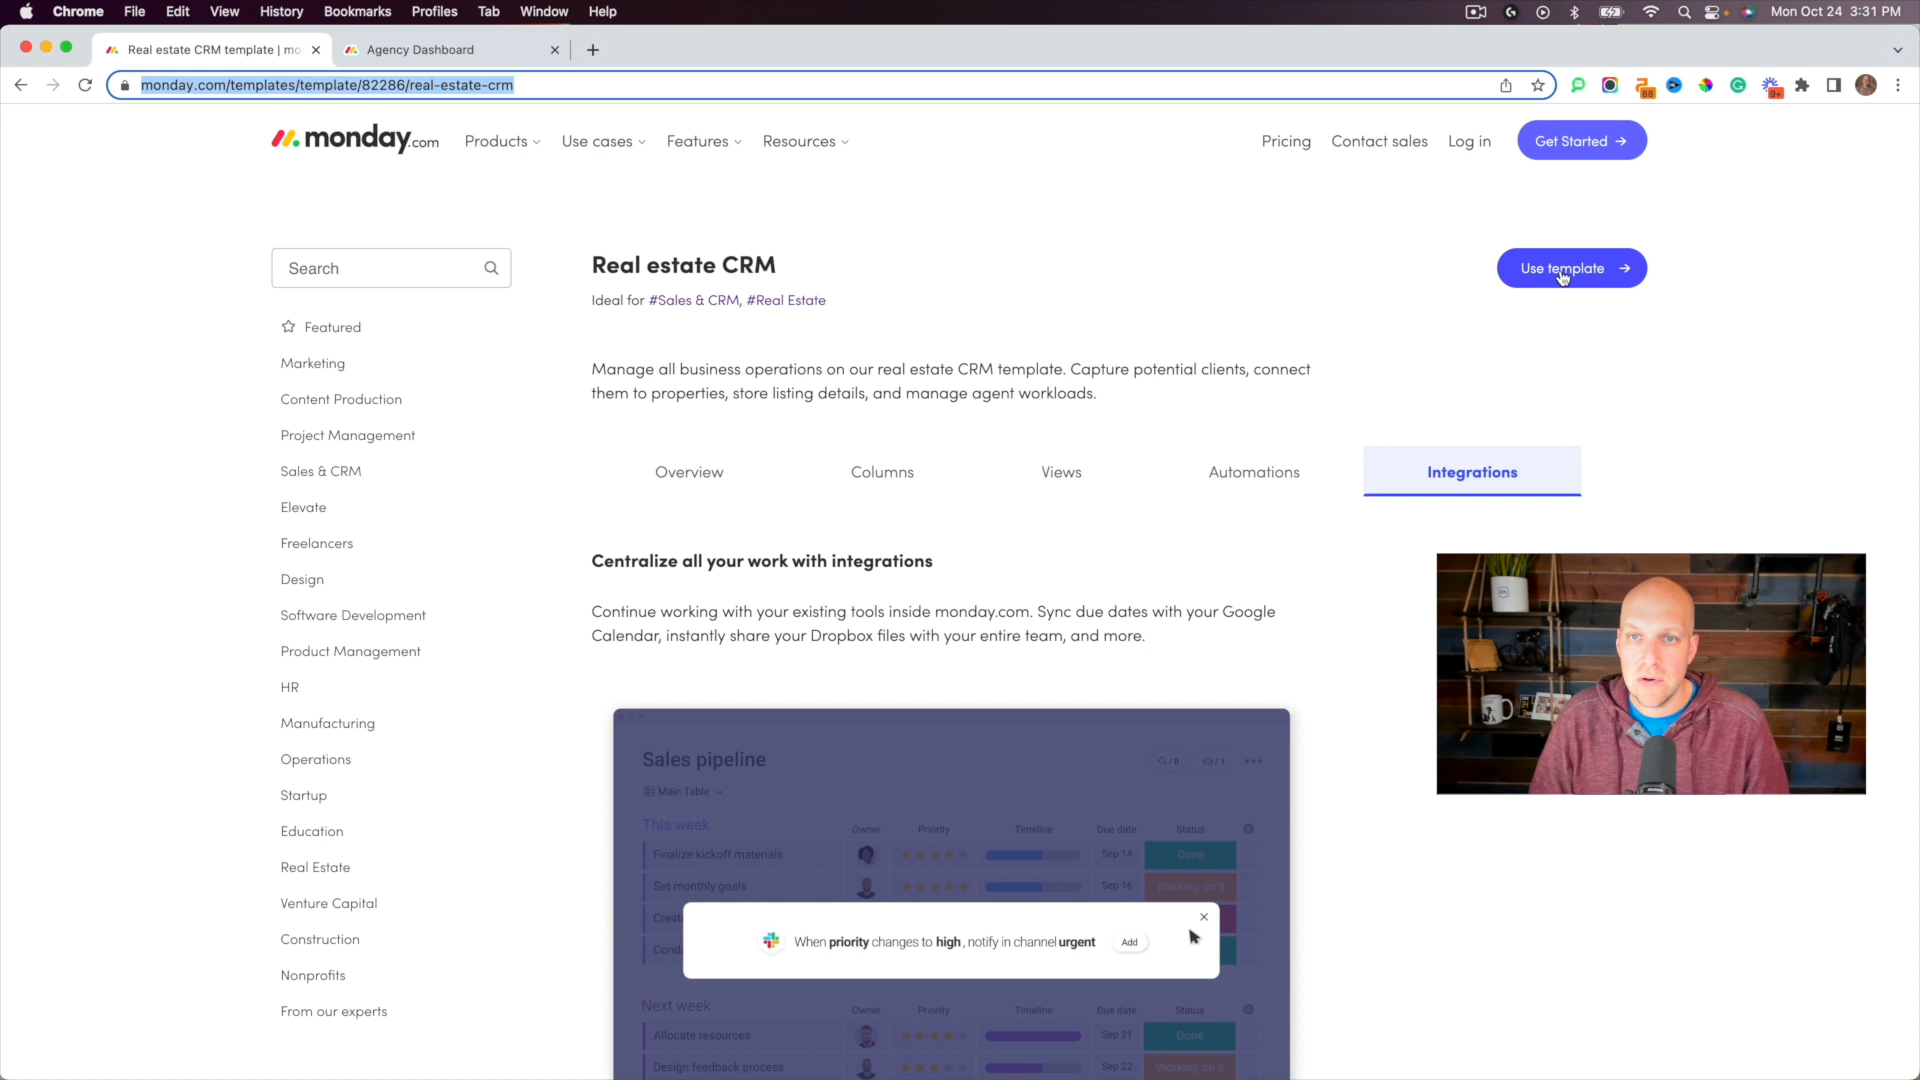 Chrome File Edit View History Bookmarks Profiles Tab Window Help
Mon Oct 24 3:31 PM
Real estate CRM template | mo
Agency Dashboard
monday.com/templates/template/82286/real-estate-crm
88
9+
monday.com
Products
Use cases
Features
Resources
Pricing
Contact sales
Log in
Get Started →
Search
Real estate CRM
Use template →
Ideal for #Sales & CRM, #Real Estate
Featured
Marketing
Content Production
Project Management
Sales & CRM
Elevate
Freelancers
Design
Software Development
Product Management
HR
Manufacturing
Operations
Startup
Education
Real Estate
Venture Capital
Construction
Nonprofits
From our experts
Manage all business operations on our real estate CRM template. Capture potential clients, connect
them to properties, store listing details, and manage agent workloads.
Overview
Columns
Views
Automations
Integrations
Centralize all your work with integrations
Continue working with your existing tools inside monday.com. Sync due dates with your Google
Calendar, instantly share your Dropbox files with your entire team, and more.
Sales pipeline
/ 0
/ 1
Main Table
This week Owner Priority Timeline Due date Status
Finalize kickoff materials Sep 14 Done
Set monthly goals Sep 16 Working on it
Create
Cond
When priority changes to high, notify in channel urgent Add
Next week Owner Priority Timeline Due date Status
Allocate resources Sep 21 Done
Design feedback process Sep 22 Working on it